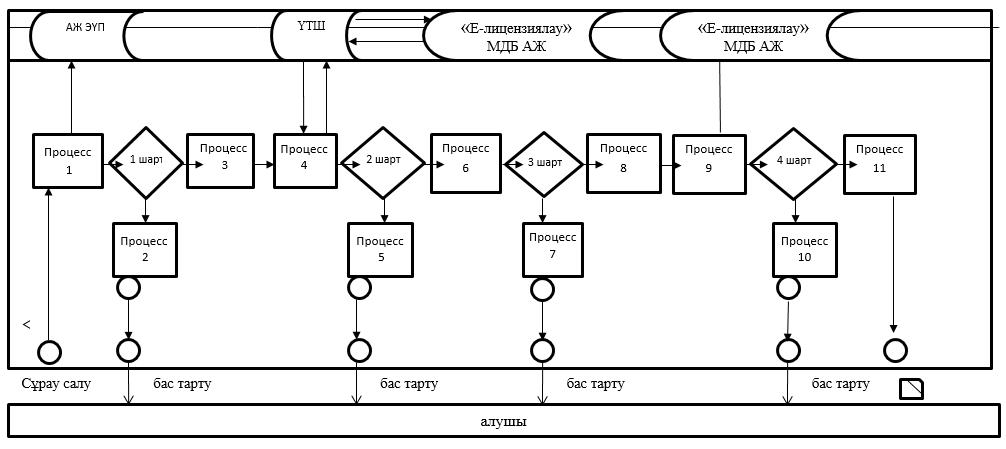 АЖ ЭҮП
ҮТШ
«Е-лицензиялау»
МДБ АЖ
«Е-лицензиялау»
МДБ АЖ
Процесс
1
1 шарт
Процесс
3
Процесс
4
2 шарт
Процесс
6
3 шарт
Процесс
8
Процесс
9
4 шарт
Процесс
11
Процесс
2
Процесс
5
Процесс
7
Процесс
10
<
Сұрау салу
бас тарту
бас тарту
бас тарту
бас тарту
алушы